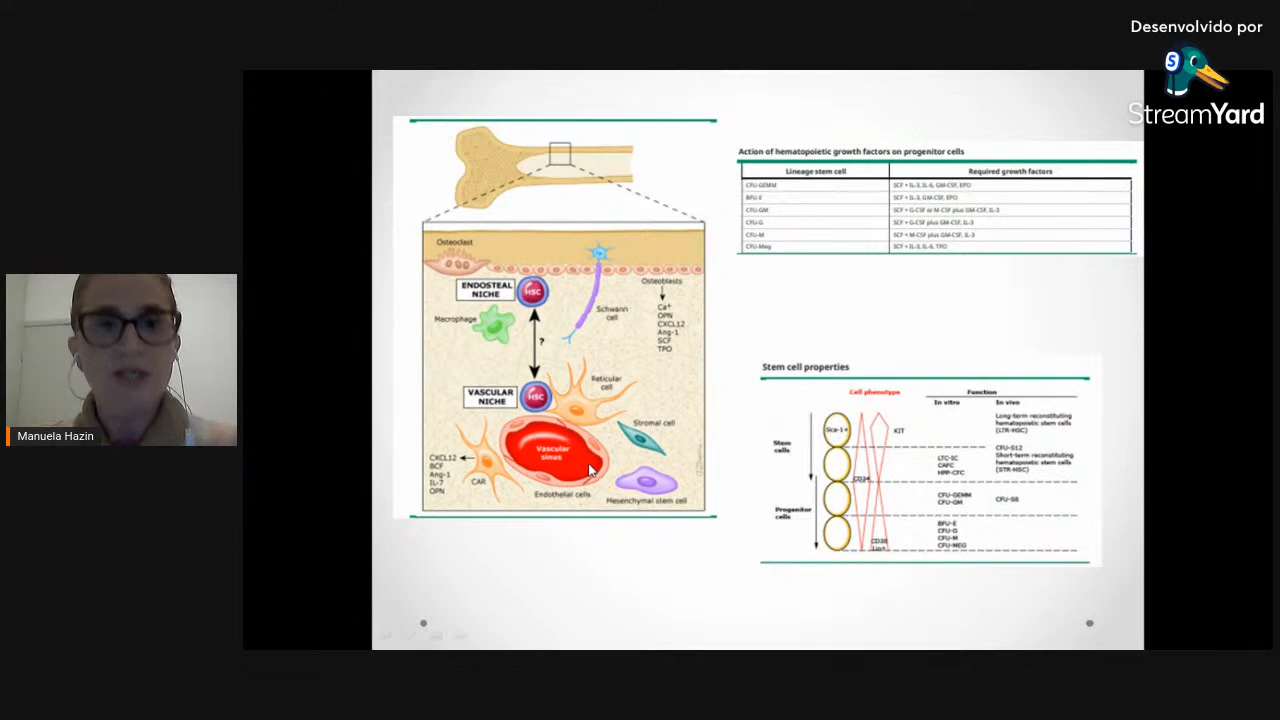 Desenvolvido por
StreamYard
Manuela Hazin
Osteoclast
ENDOSTEAL
NICHE
HSC
Macrophage
Schwann
cell
Osteoblasts
Ca+
OPN
CXCL12
Ang-1
SCF
TPO
?
VASCULAR
NICHE
HSC
Reticular
cell
Stromal cell
Vascular
sinus
CXCL12
BCF
Ang-1
IL-7
OPN
CAR
Endothelial cells
Mesenchymal stem cell
Action of hematopoietic growth factors on progenitor cells
Lineage stem cell Required growth factors
CFU-GEMM SCF + IL-3, IL-6, GM-CSF, EPO
BFU-E SCF + IL-3, GM-CSF, EPO
CFU-GM SCF + G-CSF or M-CSF plus GM-CSF, IL-3
CFU-G SCF + G-CSF plus GM-CSF, IL-3
CFU-M SCF + M-CSF plus GM-CSF, IL-3
CFU-Meg SCF + IL-3, IL-6, TPO
Stem cell properties
Cell phenotype Function
In vitro In vivo
Stem
cells
Sca-1+
KIT
Long-term reconstituting
hematopoietic stem cells
(LTR-HSC)
LTC-IC
CAFC
HPP-CFC
CFU-S12
Short-term reconstituting
hematopoietic stem cells
(STR-HSC)
CD34
Progenitor
cells
CFU-GEMM
CFU-GM
CFU-S8
BFU-E
CFU-G
CFU-M
CFU-MEG
CD38
Lin+